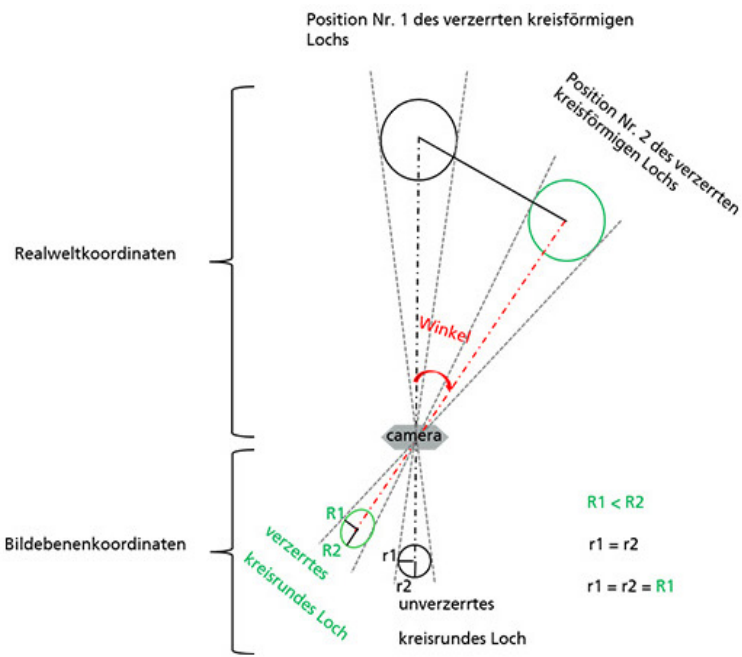 Position Nr. 1 des verzerrten kreisförmigen
Lochs
Position Nr. 2 des verzerrten
kreisförmigen Lochs
Realweltkoordinaten
Winkel
camera
R1
R2
verzerrtes
kreisrundes Loch
Bildebenenkoordinaten
r1
r2
unverzerrtes
kreisrundes Loch
R1 < R2
r1 = r2
r1 = r2 = R1